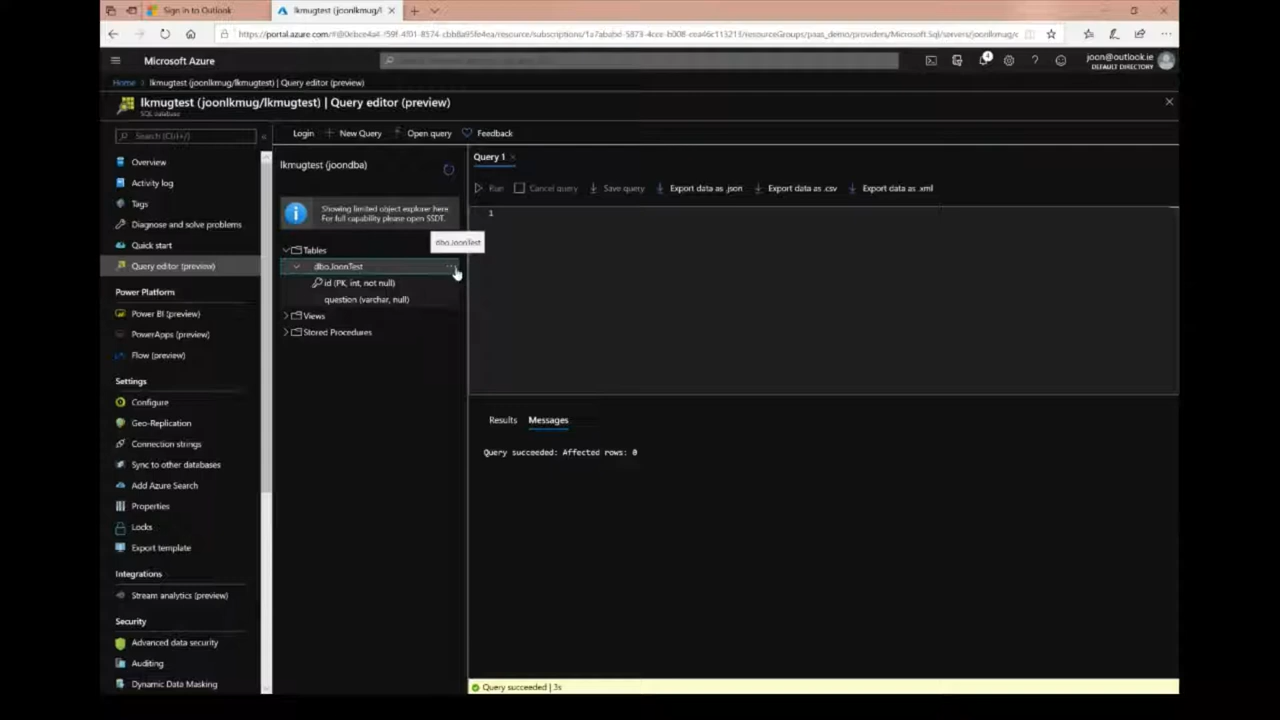 Sign in to Outlook
lkmugtest (joonlkmug/l
Microsoft Azure
4
joon@outlook.ie
DEFAULT DIRECTORY
Home
lkmugtest (joonlkmug/lkmugtest) | Query editor (preview)
lkmugtest (joonlkmug/lkmugtest) | Query editor (preview)
SQL database
Search (Ctrl+/)
Overview
Activity log
Tags
Diagnose and solve problems
Quick start
Query editor (preview)
Power Platform
Power BI (preview)
PowerApps (preview)
Flow (preview)
Settings
Configure
Geo-Replication
Connection strings
Sync to other databases
Add Azure Search
Properties
Locks
Export template
Integrations
Stream analytics (preview)
Security
Advanced data security
Auditing
Dynamic Data Masking
Login
New Query
Open query
Feedback
lkmugtest (joondba)
Showing limited object explorer here.
For full capability please open SSDT.
Tables
dbo.JoonTest
dbo.JoonTest
id (PK, int, not null)
question (varchar, null)
Views
Stored Procedures
Query 1
Run
Cancel query
Save query
Export data as .json
Export data as .csv
Export data as .xml
1
Results
Messages
Query succeeded: Affected rows: 0
Query succeeded | 3s